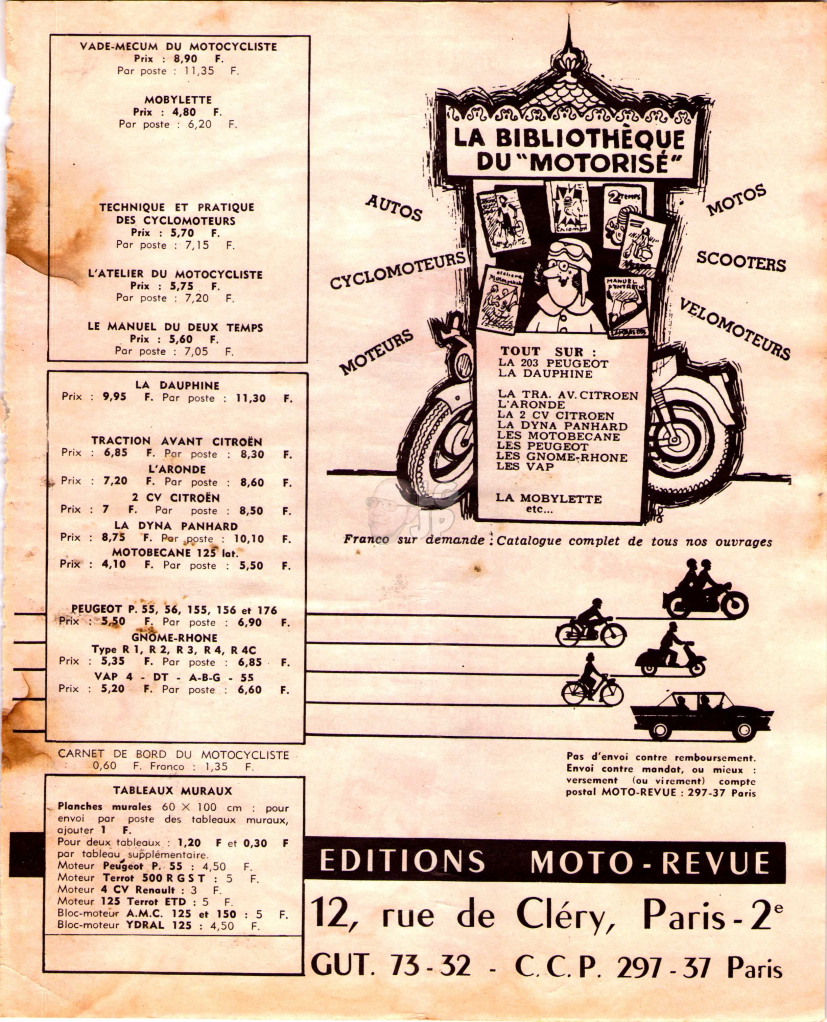 VADE-MECUM DU MOTOCYCLISTE
Prix : 8,90 F.
Par poste : 11,35 F.
MOBYLETTE
Prix : 4,80 F.
Par poste : 6,20 F.
TECHNIQUE ET PRATIQUE
DES CYCLOMOTEURS
Prix : 5,70 F.
Par poste : 7,15 F.
L'ATELIER DU MOTOCYCLISTE
Prix : 5,75 F.
Par poste : 7,20 F.
LE MANUEL DU DEUX TEMPS
Prix : 5,60 F.
Par poste : 7,05 F.
LA DAUPHINE
Prix : 9,95 F. Par poste : 11,30 F.
TRACTION AVANT CITROËN
Prix : 6,85 F. Par poste : 8,30 F.
L'ARONDE
Prix : 7,20 F. Par poste : 8,60 F.
2 CV CITROËN
Prix : 7 F. Par poste : 8,50 F.
LA DYNA PANHARD
Prix : 8,75 F. Par poste : 10,10 F.
MOTOBECANE 125 lat.
Prix : 4,10 F. Par poste : 5,50 F.
PEUGEOT P. 55, 56, 155, 156 et 176
Prix : 5,50 F. Par poste : 6,90 F.
GNOME-RHONE
Type R 1, R 2, R 3, R 4, R 4C
Prix : 5,35 F. Par poste : 6,85 F.
VAP 4 - DT - A-B-G - 55
Prix : 5,20 F. Par poste : 6,60 F.
CARNET DE BORD DU MOTOCYCLISTE
: 0,60 F. Franco : 1,35 F.
TABLEAUX MURAUX
Planches murales 60 X 100 cm ; pour
envoi par poste des tableaux muraux,
ajouter 1 F.
Pour deux tableaux : 1,20 F et 0,30 F
par tableau supplémentaire.
Moteur Peugeot P. 55 : 4,50 F.
Moteur Terrot 500 R G S T : 5 F.
Moteur 4 CV Renault : 3 F.
Moteur 125 Terrot ETD : 5 F.
Bloc-moteur A.M.C. 125 et 150 : 5 F.
Bloc-moteur YDRAL 125 : 4,50 F.
LA BIBLIOTHÈQUE
DU "MOTORISÉ"
AUTOS
CYCLOMOTEURS
MOTEURS
MOTOS
SCOOTERS
VELOMOTEURS
2 TEMPS
MANUEL
D'ENTRETIEN
TOUT SUR :
LA 203 PEUGEOT
LA DAUPHINE
LA TRA. AV. CITROEN
L'ARONDE
LA 2 CV CITROEN
LA DYNA PANHARD
LES MOTOBECANE
LES PEUGEOT
LES GNOME-RHONE
LES VAP
LA MOBYLETTE
etc...
Franco sur demande : Catalogue complet de tous nos ouvrages
Pas d'envoi contre remboursement.
Envoi contre mandat, ou mieux :
versement (ou virement) compte
postal MOTO-REVUE : 297-37 Paris
EDITIONS MOTO-REVUE
12, rue de Cléry, Paris-2e
GUT. 73-32 - C.C.P. 297-37 Paris